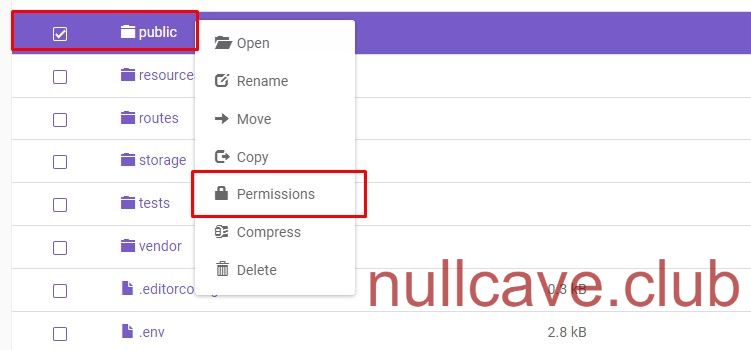 public
Open
resource
Rename
routes
Move
storage
Copy
tests
Permissions
vendor
Compress
.editorco
Delete
0.3 kB
nullcave.club
.env
2.8 kB